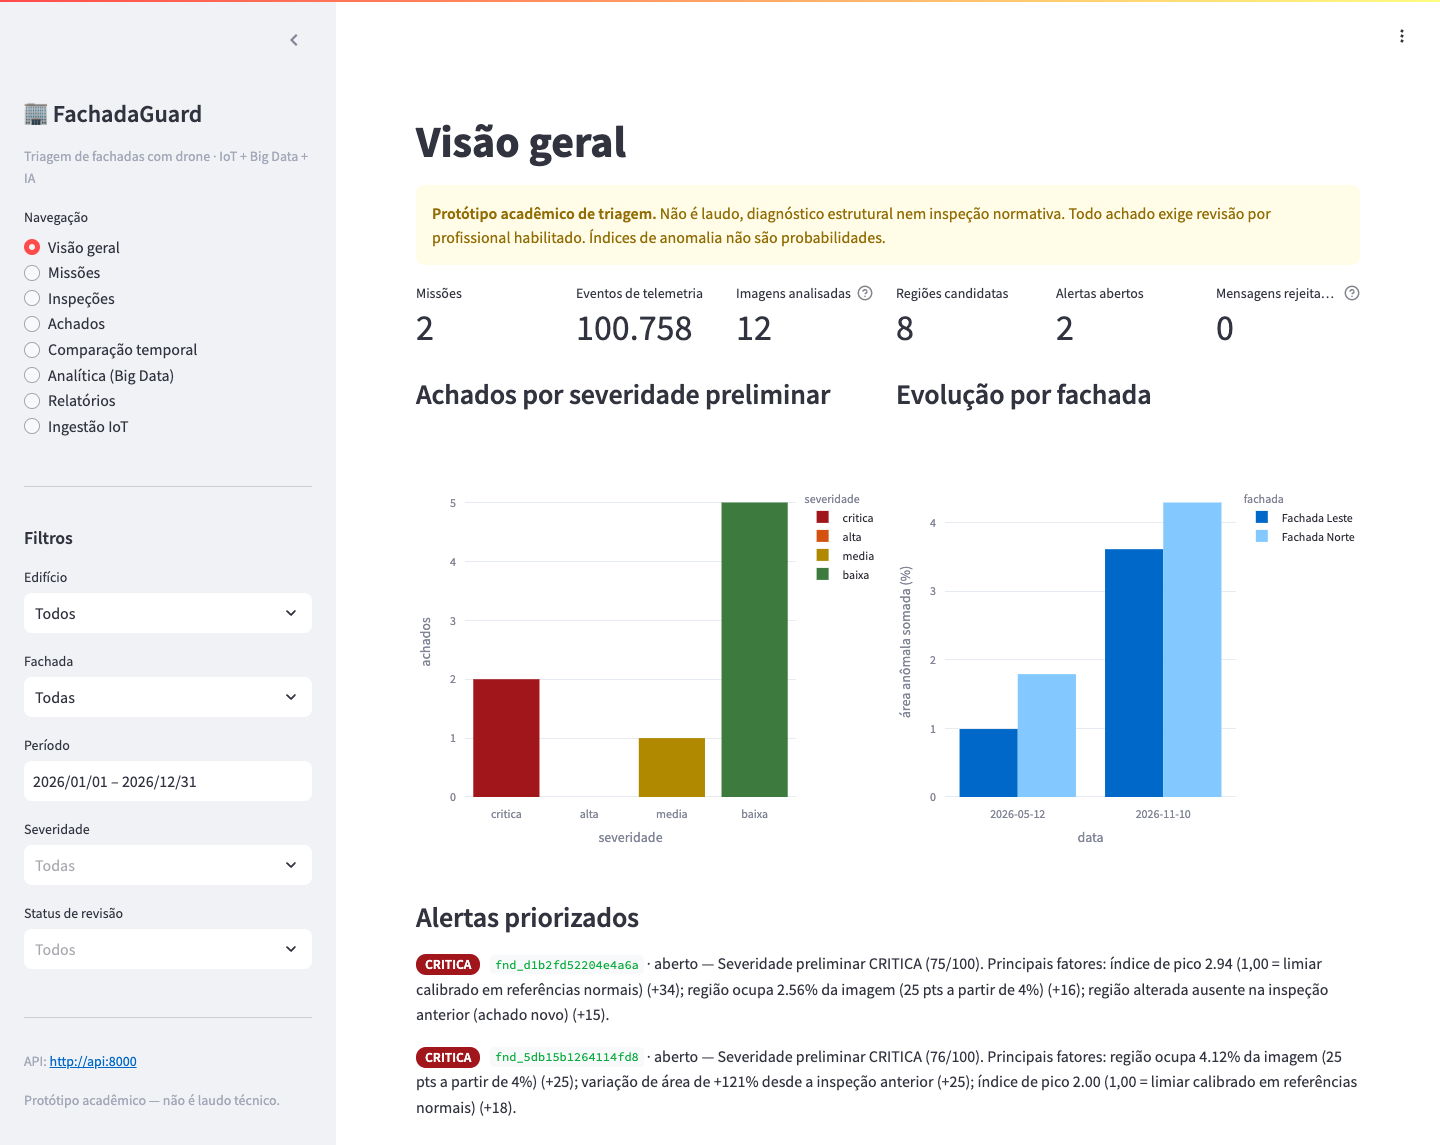 FachadaGuard
Triagem de fachadas com drone · IoT + Big Data +
IA
Navegação
Visão geral
Missões
Inspeções
Achados
Comparação temporal
Analítica (Big Data)
Relatórios
Ingestão IoT
Filtros
Edifício
Todos
Fachada
Todas
Período
2026/01/01 – 2026/12/31
Severidade
Todas
Status de revisão
Todos
API: http://api:8000
Protótipo acadêmico — não é laudo técnico.
Visão geral
Protótipo acadêmico de triagem. Não é laudo, diagnóstico estrutural nem inspeção normativa. Todo achado exige revisão por
profissional habilitado. Índices de anomalia não são probabilidades.
Missões
2
Eventos de telemetria
100.758
Imagens analisadas
12
Regiões candidatas
8
Alertas abertos
2
Mensagens rejeita…
0
Achados por severidade preliminar
achados
5
4
3
2
1
0
critica
alta
media
baixa
severidade
severidade
critica
alta
media
baixa
Evolução por fachada
área anômala somada (%)
4
3
2
1
0
2026-05-12
2026-11-10
data
fachada
Fachada Leste
Fachada Norte
Alertas priorizados
CRITICA fnd_d1b2fd52204e4a6a · aberto — Severidade preliminar CRITICA (75/100). Principais fatores: índice de pico 2.94 (1,00 = limiar
calibrado em referências normais) (+34); região ocupa 2.56% da imagem (25 pts a partir de 4%) (+16); região alterada ausente na inspeção
anterior (achado novo) (+15).
CRITICA fnd_5db15b1264114fd8 · aberto — Severidade preliminar CRITICA (76/100). Principais fatores: região ocupa 4.12% da imagem (25
pts a partir de 4%) (+25); variação de área de +121% desde a inspeção anterior (+25); índice de pico 2.00 (1,00 = limiar calibrado em referências
normais) (+18).